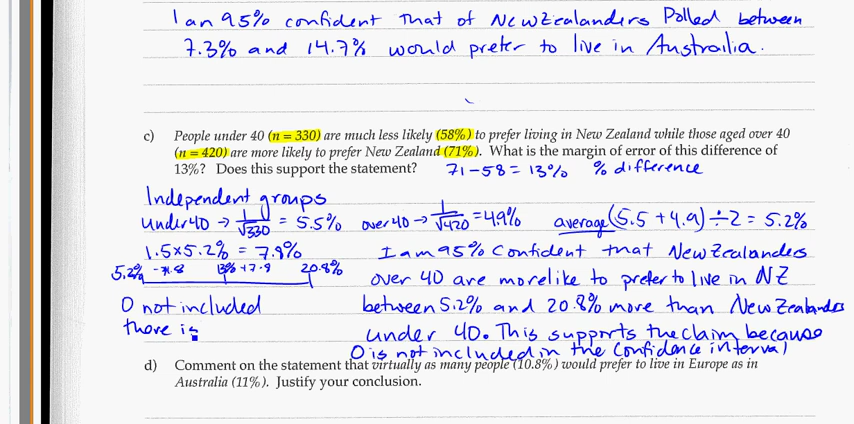 I am 95% confident that of NewZealanders Polled between
7.3% and 14.7% would prefer to live in Austrailia.
c) People under 40 (n = 330) are much less likely (58%) to prefer living in New Zealand while those aged over 40
(n = 420) are more likely to prefer New Zealand (71%). What is the margin of error of this difference of
13%? Does this support the statement? 71-58 = 13% % difference
Independent groups
under 40 → 1/√330 = 5.5% over 40 → 1/√420 = 4.9% average (5.5 + 4.9) ÷ 2 = 5.2%
1.5 x 5.2% = 7.8% I am 95% Confident that New Zealanders
5.2% -7.8 13% +7.8 20.8% over 40 are more likely to prefer to live in NZ
0 not included between 5.2% and 20.8% more than New Zealanders
there is under 40. This supports the claim because
0 is not included in the Confidence interval
d) Comment on the statement that virtually as many people (10.8%) would prefer to live in Europe as in
Australia (11%). Justify your conclusion.